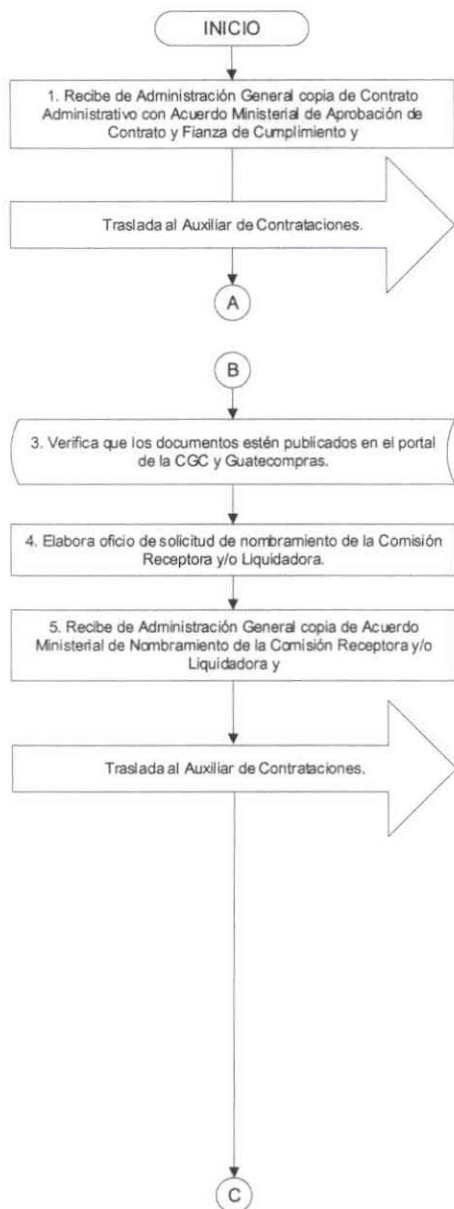 INICIO
1. Recibe de Administración General copia de Contrato
Administrativo con Acuerdo Ministerial de Aprobación de
Contrato y Fianza de Cumplimiento y
Traslada al Auxiliar de Contrataciones.
A
B
3. Verifica que los documentos estén publicados en el portal
de la CGC y Guatecompras.
4. Elabora oficio de solicitud de nombramiento de la Comisión
Receptora y/o Liquidadora.
5. Recibe de Administración General copia de Acuerdo
Ministerial de Nombramiento de la Comisión Receptora y/o
Liquidadora y
Traslada al Auxiliar de Contrataciones.
C